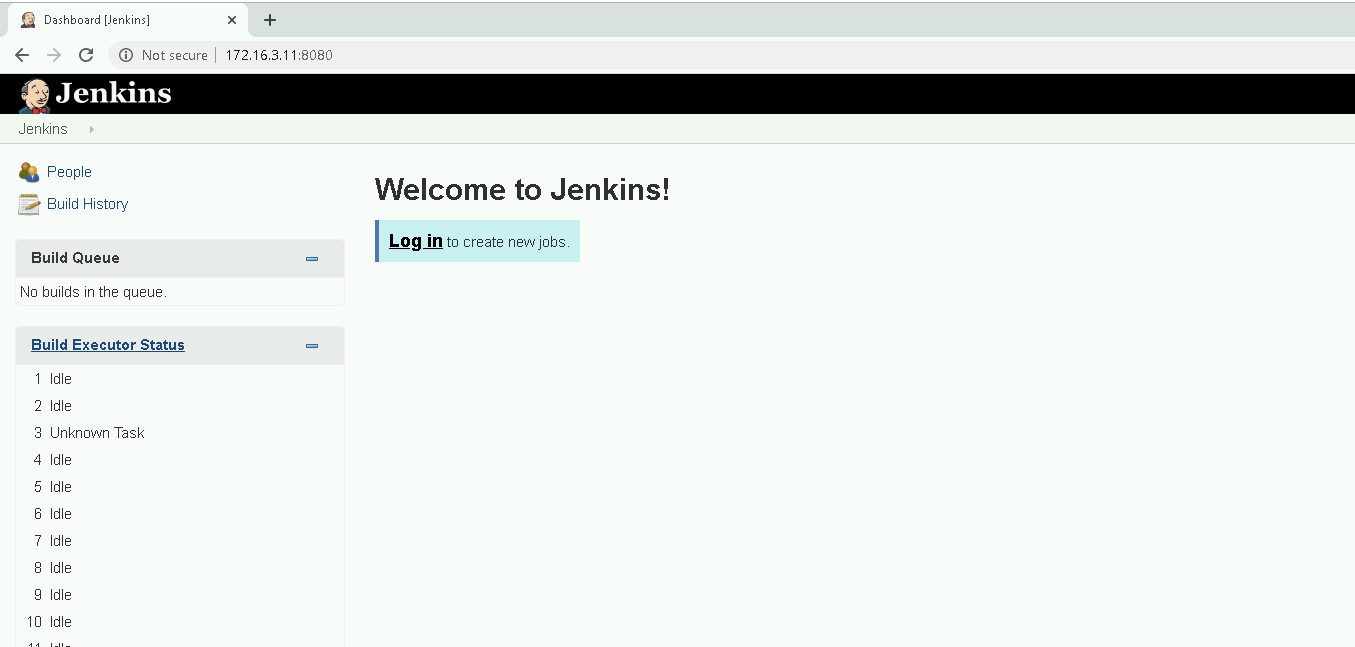 Dashboard [Jenkins]
Not secure
172.16.3.11:8080
Jenkins
Jenkins
People
Build History
Welcome to Jenkins!
Log in to create new jobs.
Build Queue
No builds in the queue.
Build Executor Status
1 Idle
2 Idle
3 Unknown Task
4 Idle
5 Idle
6 Idle
7 Idle
8 Idle
9 Idle
10 Idle
11 Idle